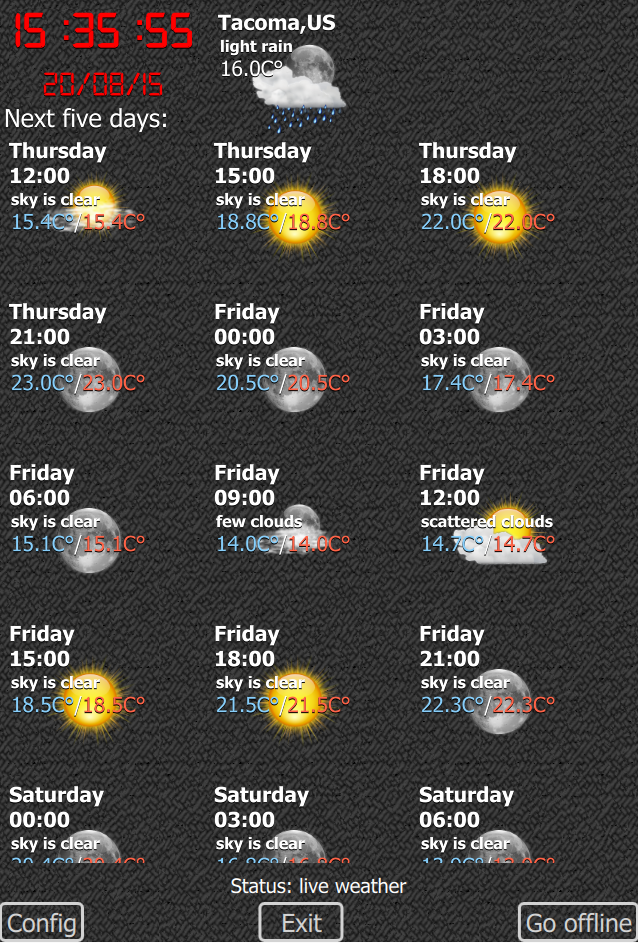 15:35:55
Tacoma,US
light rain
16.0C°
20/08/15
Next five days:
Thursday
12:00
sky is clear
15.4C°/15.4C°
Thursday
15:00
sky is clear
18.8C°/18.8C°
Thursday
18:00
sky is clear
22.0C°/22.0C°
Thursday
21:00
sky is clear
23.0C°/23.0C°
Friday
00:00
sky is clear
20.5C°/20.5C°
Friday
03:00
sky is clear
17.4C°/17.4C°
Friday
06:00
sky is clear
15.1C°/15.1C°
Friday
09:00
few clouds
14.0C°/14.0C°
Friday
12:00
scattered clouds
14.7C°/14.7C°
Friday
15:00
sky is clear
18.5C°/18.5C°
Friday
18:00
sky is clear
21.5C°/21.5C°
Friday
21:00
sky is clear
22.3C°/22.3C°
Saturday
00:00
sky is clear
Saturday
03:00
sky is clear
Saturday
06:00
sky is clear
Status: live weather
Config
Exit
Go offline